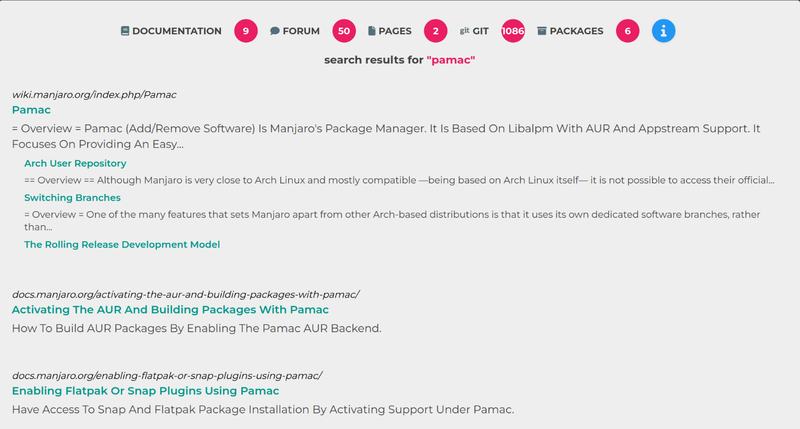 DOCUMENTATION 9 FORUM 50 PAGES 2 git GIT 1086 PACKAGES 6 i
search results for "pamac"
wiki.manjaro.org/index.php/Pamac
Pamac
= Overview = Pamac (Add/Remove Software) Is Manjaro's Package Manager. It Is Based On Libalpm With AUR And Appstream Support. It
Focuses On Providing An Easy...
Arch User Repository
== Overview == Although Manjaro is very close to Arch Linux and mostly compatible —being based on Arch Linux itself— it is not possible to access their official...
Switching Branches
= Overview = One of the many features that sets Manjaro apart from other Arch-based distributions is that it uses its own dedicated software branches, rather
than...
The Rolling Release Development Model
docs.manjaro.org/activating-the-aur-and-building-packages-with-pamac/
Activating The AUR And Building Packages With Pamac
How To Build AUR Packages By Enabling The Pamac AUR Backend.
docs.manjaro.org/enabling-flatpak-or-snap-plugins-using-pamac/
Enabling Flatpak Or Snap Plugins Using Pamac
Have Access To Snap And Flatpak Package Installation By Activating Support Under Pamac.